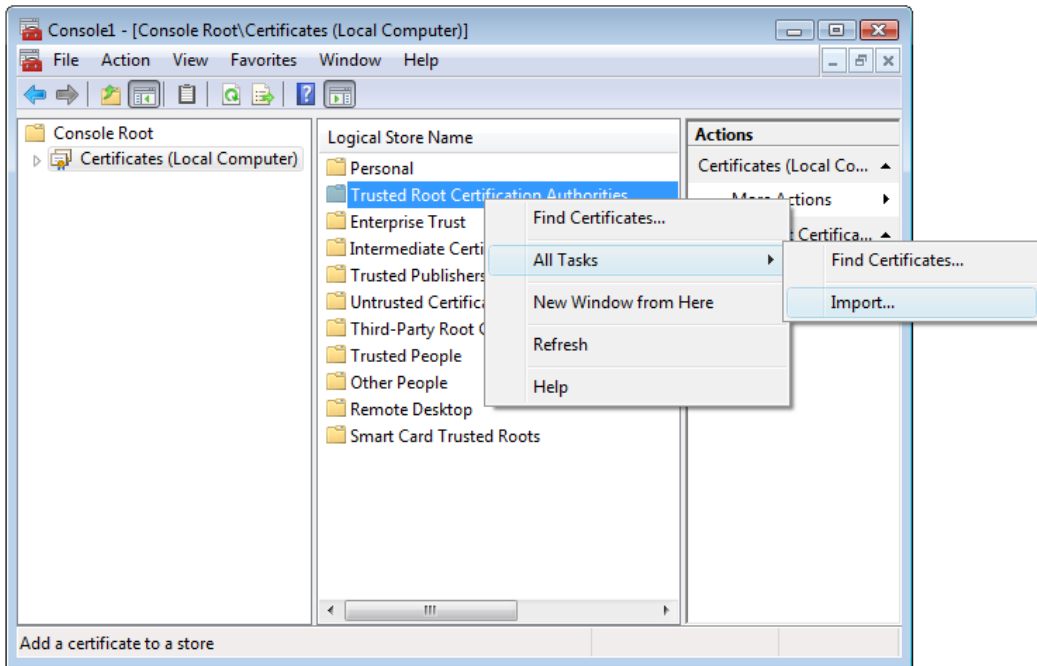 Console1 - [Console Root\Certificates (Local Computer)]
File Action View Favorites Window Help
Console Root
Certificates (Local Computer)
Logical Store Name
Personal
Trusted Root Certification Authorities
Enterprise Trust
Intermediate Certi
Trusted Publishers
Untrusted Certifica
Third-Party Root C
Trusted People
Other People
Remote Desktop
Smart Card Trusted Roots
Find Certificates...
All Tasks
New Window from Here
Refresh
Help
Find Certificates...
Import...
Actions
Certificates (Local Co...
More Actions
t Certifica...
Add a certificate to a store